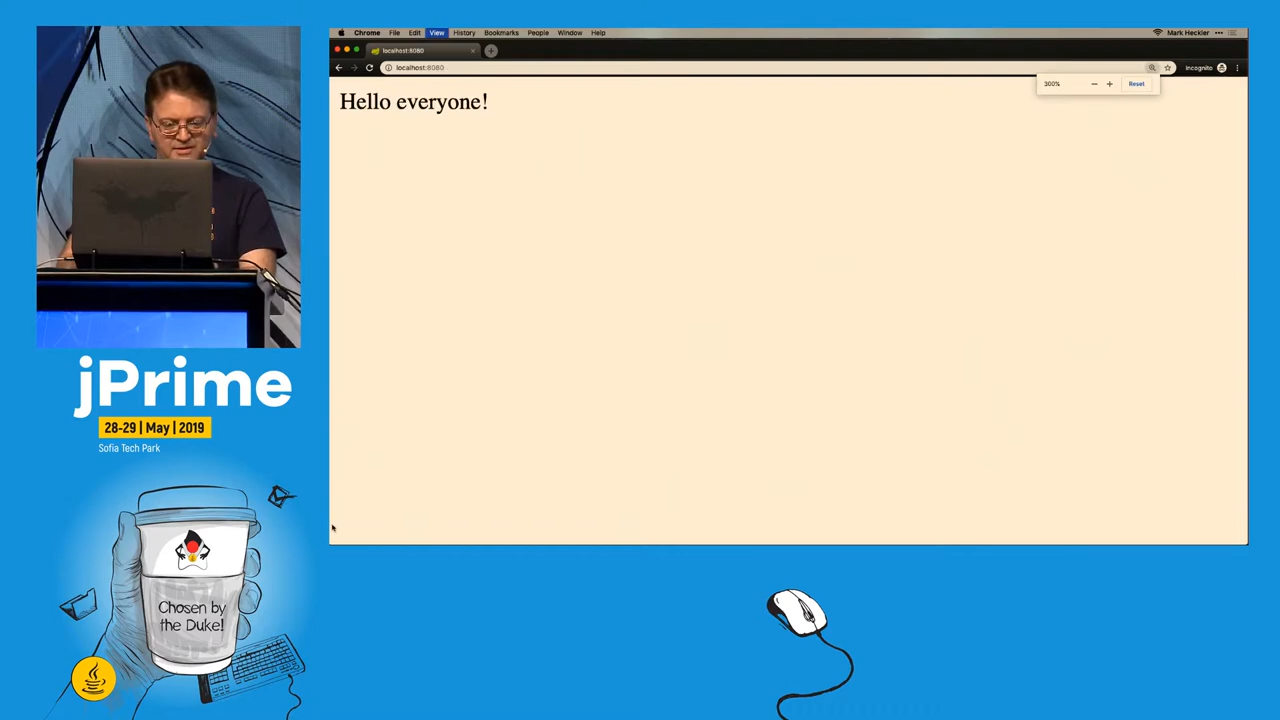 Chrome File Edit View History Bookmarks People Window Help
Mark Heckler
localhost:8080
localhost:8080
Incognito
300%
Reset
Hello everyone!
jPrime
28-29 | May | 2019
Sofia Tech Park
Chosen by
the Duke!